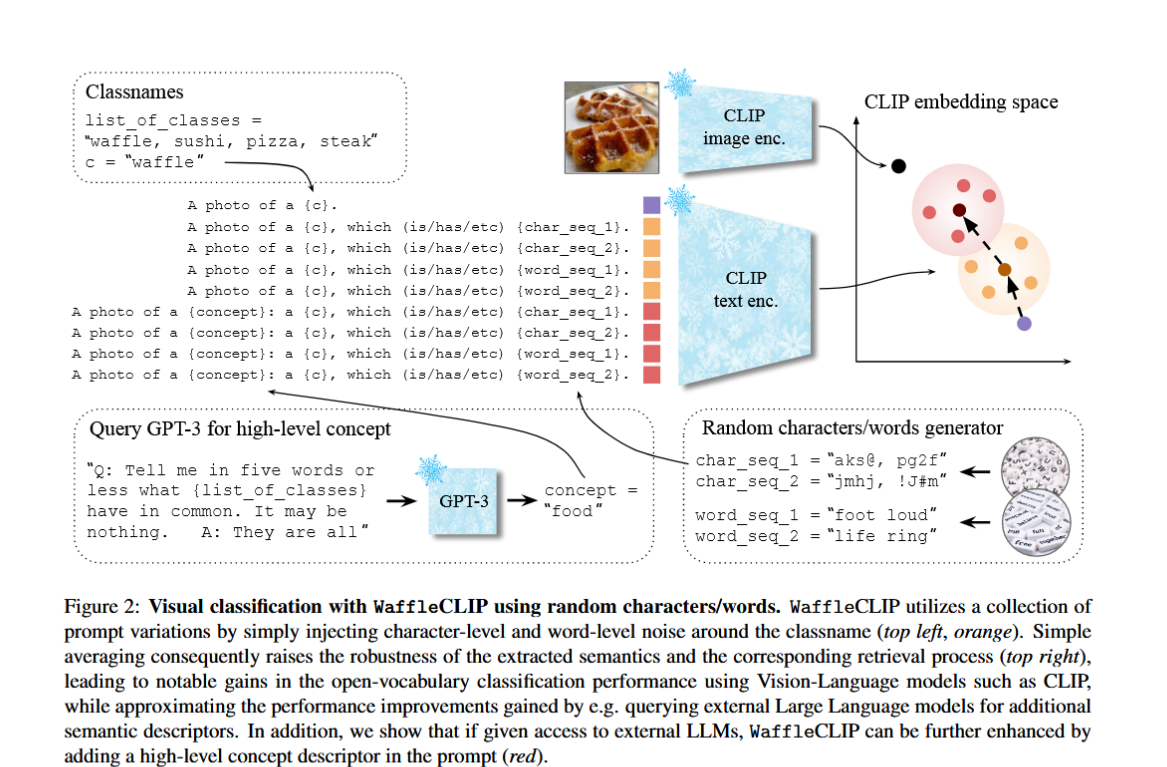 Classnames
list_of_classes =
"waffle, sushi, pizza, steak"
c = "waffle"
CLIP
image enc.
CLIP embedding space
A photo of a {c}.
A photo of a {c}, which (is/has/etc) {char_seq_1}.
A photo of a {c}, which (is/has/etc) {char_seq_2}.
A photo of a {c}, which (is/has/etc) {word_seq_1}.
A photo of a {c}, which (is/has/etc) {word_seq_2}.
A photo of a {concept}: a {c}, which (is/has/etc) {char_seq_1}.
A photo of a {concept}: a {c}, which (is/has/etc) {char_seq_2}.
A photo of a {concept}: a {c}, which (is/has/etc) {word_seq_1}.
A photo of a {concept}: a {c}, which (is/has/etc) {word_seq_2}.
CLIP
text enc.
Query GPT-3 for high-level concept
"Q: Tell me in five words or
less what {list_of_classes}
have in common. It may be
nothing. A: They are all"
GPT-3
concept =
"food"
Random characters/words generator
char_seq_1 = "aks@, pg2f"
char_seq_2 = "jmhj, !J#m"
word_seq_1 = "foot loud"
word_seq_2 = "life ring"
Figure 2: Visual classification with WaffleCLIP using random characters/words. WaffleCLIP utilizes a collection of
prompt variations by simply injecting character-level and word-level noise around the classname (top left, orange). Simple
averaging consequently raises the robustness of the extracted semantics and the corresponding retrieval process (top right),
leading to notable gains in the open-vocabulary classification performance using Vision-Language models such as CLIP,
while approximating the performance improvements gained by e.g. querying external Large Language models for additional
semantic descriptors. In addition, we show that if given access to external LLMs, WaffleCLIP can be further enhanced by
adding a high-level concept descriptor in the prompt (red).